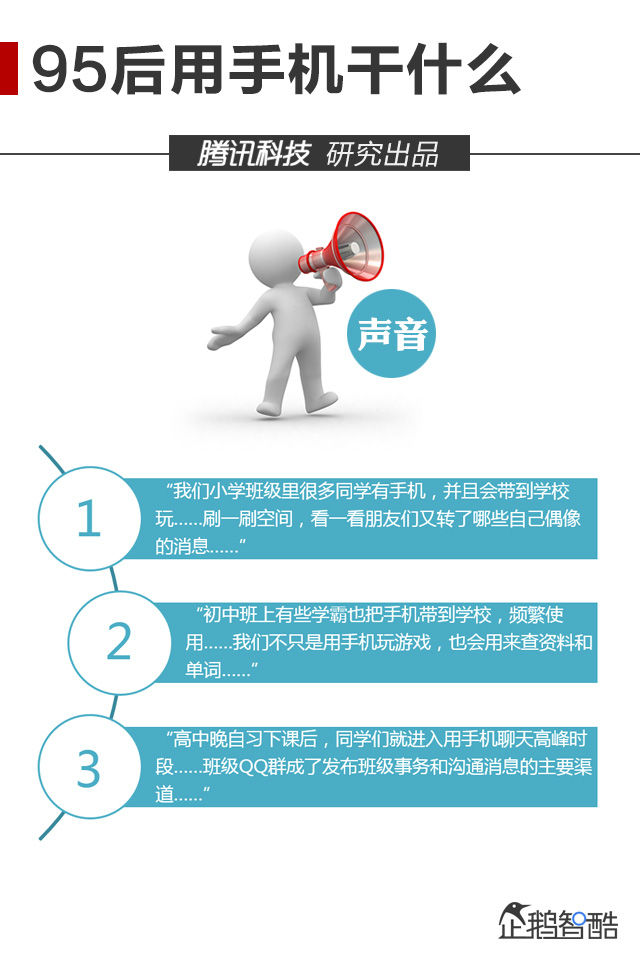 95后用手机干什么
腾讯科技 研究出品
声音
1
“我们小学班级里很多同学有手机，并且会带到学校
玩……刷一刷空间，看一看朋友们又转了哪些自己偶像
的消息……”
2
“初中班上有些学霸也把手机带到学校，频繁使
用……我们不只是用手机玩游戏，也会用来查资料和
单词……“
3
“高中晚自习下课后，同学们就进入用手机聊天高峰时
段……班级QQ群成了发布班级事务和沟通消息的主要渠
道……“
企鹅智酷